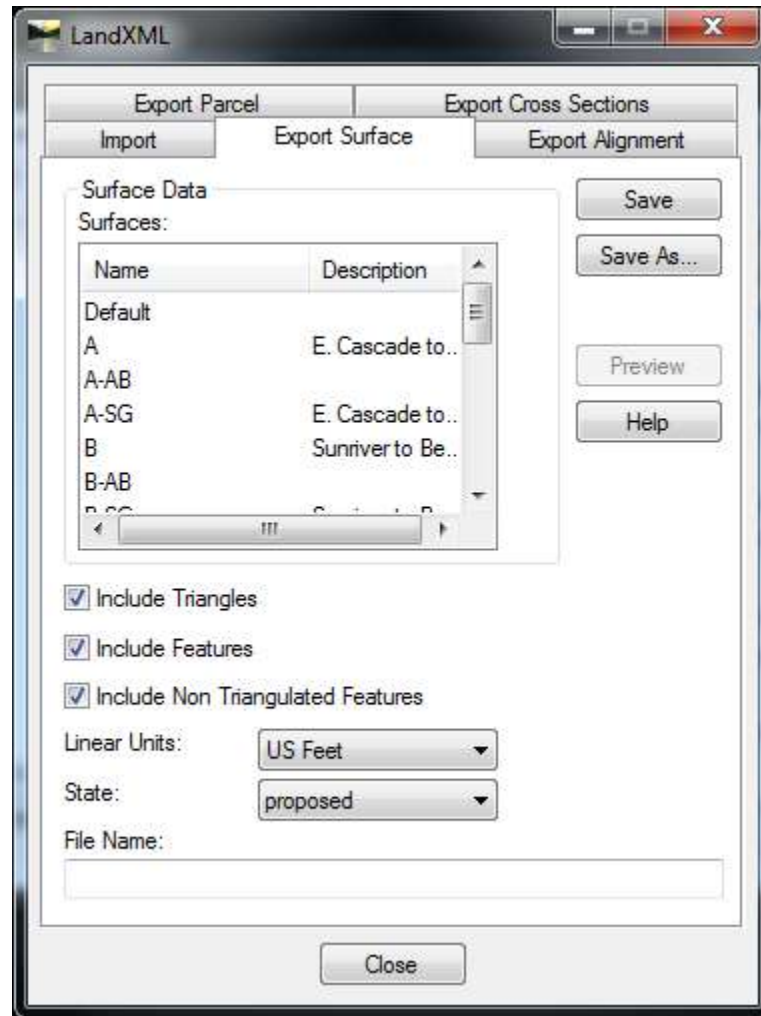 LandXML
Export Parcel
Export Cross Sections
Import
Export Surface
Export Alignment
Surface Data
Surfaces:
Name Description
Default
A E. Cascade to..
A-AB
A-SG E. Cascade to..
B Sunriver to Be..
B-AB
Save
Save As...
Preview
Help
Include Triangles
Include Features
Include Non Triangulated Features
Linear Units: US Feet
State: proposed
File Name:
Close